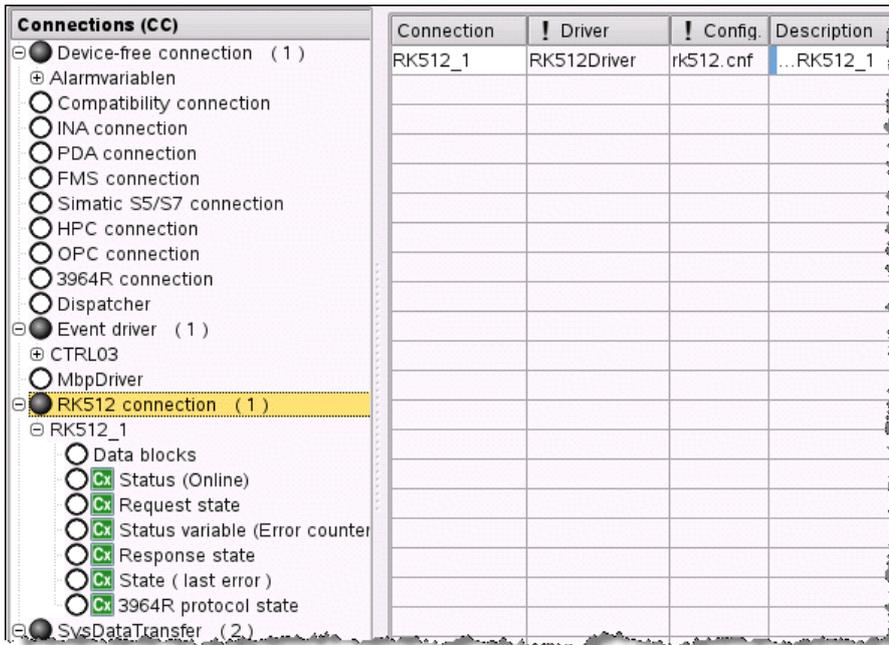 Connections (CC)
Device-free connection (1)
Alarmvariablen
Compatibility connection
INA connection
PDA connection
FMS connection
Simatic S5/S7 connection
HPC connection
OPC connection
3964R connection
Dispatcher
Event driver (1)
CTRL03
MbpDriver
RK512 connection (1)
RK512_1
Data blocks
Cx Status (Online)
Cx Request state
Cx Status variable (Error counter
Cx Response state
Cx State ( last error )
Cx 3964R protocol state
SysDataTransfer (2)
Connection ! Driver ! Config. Description
RK512_1 RK512Driver rk512.cnf ...RK512_1